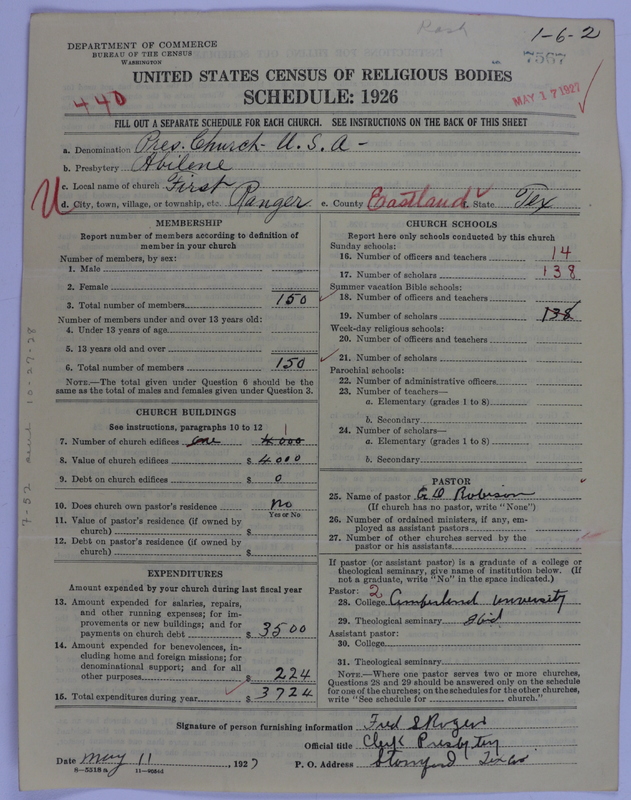 Rash
1-6-2
DEPARTMENT OF COMMERCE
BUREAU OF THE CENSUS
WASHINGTON
7567
UNITED STATES CENSUS OF RELIGIOUS BODIES
SCHEDULE: 1926
440
MAY 17 1927
FILL OUT A SEPARATE SCHEDULE FOR EACH CHURCH. SEE INSTRUCTIONS ON THE BACK OF THIS SHEET
a. Denomination Pres. Church - U. S. A -
b. Presbytery Abilene
c. Local name of church First
U d. City, town, village, or township, etc. Ranger e. County Eastland f. State Tex
MEMBERSHIP
Report number of members according to definition of
member in your church
Number of members, by sex:
1. Male
2. Female
3. Total number of members 150
Number of members under and over 13 years old:
4. Under 13 years of age
5. 13 years old and over
6. Total number of members 150
NOTE.—The total given under Question 6 should be the
same as the total of males and females given under Question 3.
CHURCH BUILDINGS
See instructions, paragraphs 10 to 12
1
7. Number of church edifices one 4000
8. Value of church edifices $ 4000
9. Debt on church edifices $ 0
10. Does church own pastor's residence no
Yes or No
11. Value of pastor's residence (if owned by
church) $
12. Debt on pastor's residence (if owned by
church) $
EXPENDITURES
Amount expended by your church during last fiscal year
13. Amount expended for salaries, repairs,
and other running expenses; for im-
provements or new buildings; and for
payments on church debt $ 3500
14. Amount expended for benevolences, in-
cluding home and foreign missions; for
denominational support; and for all
other purposes $ 224
15. Total expenditures during year $ 3724
CHURCH SCHOOLS
Report here only schools conducted by this church
Sunday schools:
16. Number of officers and teachers 14
17. Number of scholars 138
Summer vacation Bible schools:
18. Number of officers and teachers
19. Number of scholars 138
Week-day religious schools:
20. Number of officers and teachers
21. Number of scholars
Parochial schools:
22. Number of administrative officers
23. Number of teachers—
a. Elementary (grades 1 to 8)
b. Secondary
24. Number of scholars—
a. Elementary (grades 1 to 8)
b. Secondary
PASTOR
25. Name of pastor Robison
(If church has no pastor, write "None")
26. Number of ordained ministers, if any, em-
ployed as assistant pastors
27. Number of other churches served by the
pastor or his assistants
If pastor (or assistant pastor) is a graduate of a college or
theological seminary, give name of institution below. (If
not a graduate, write "No" in the space indicated.)
Pastor: 2
28. College Cumberland University
29. Theological seminary Ibid
Assistant pastor:
30. College
31. Theological seminary
NOTE.—Where one pastor serves two or more churches,
Questions 28 and 29 should be answered only on the schedule
for one of the churches; on the schedules for the other churches,
write "See schedule for church."
Signature of person furnishing information Fred S Rogers
Official title Clerk Presbytery
Date May 11, 1927 P. O. Address Stamford Texas
8-5518a 11-9034d